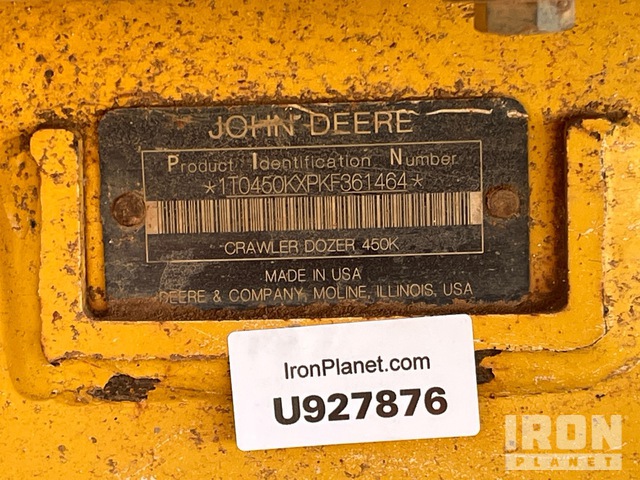 JOHN DEERE
Product Identification Number
*1T0450KXPKF361464*
CRAWLER DOZER 450K
MADE IN USA
DEERE & COMPANY, MOLINE, ILLINOIS, USA
IronPlanet.com
U927876
IRON
PLANET